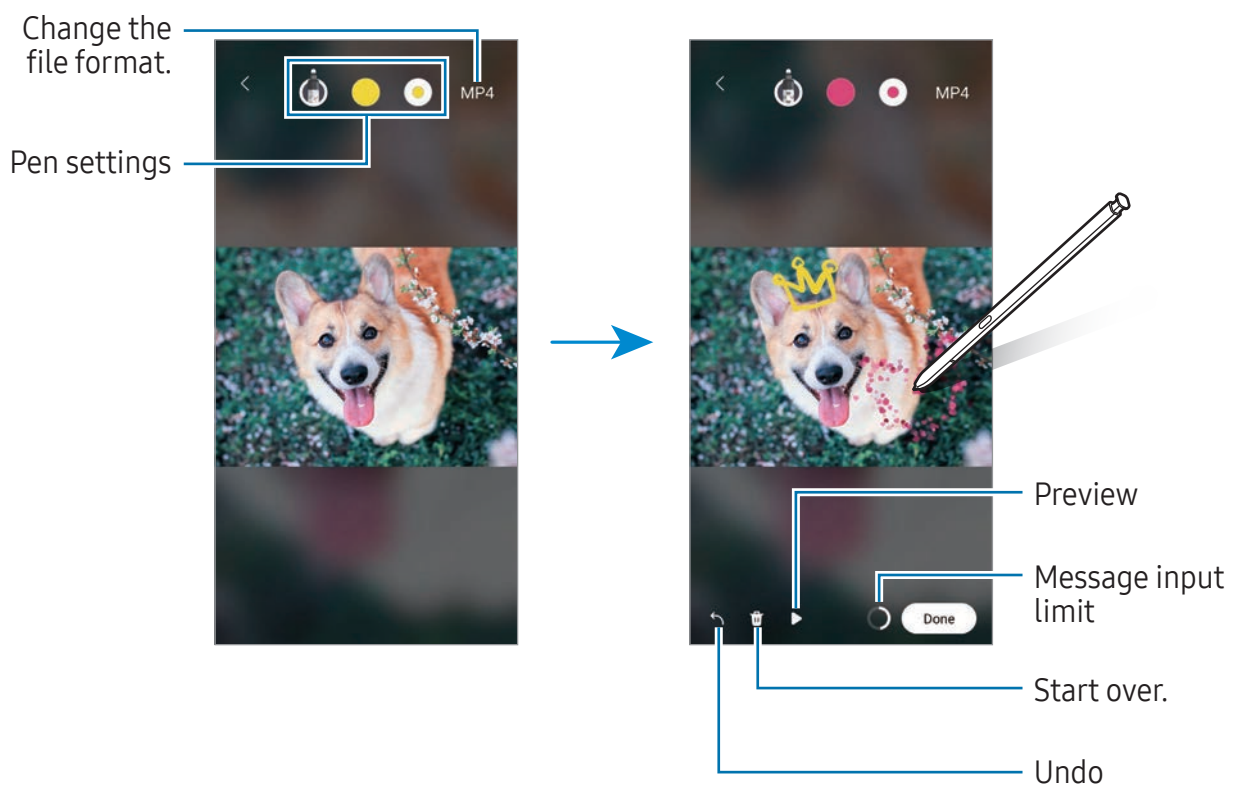 Change the
file format.
MP4
Pen settings
MP4
Preview
Message input
limit
Done
Start over.
Undo